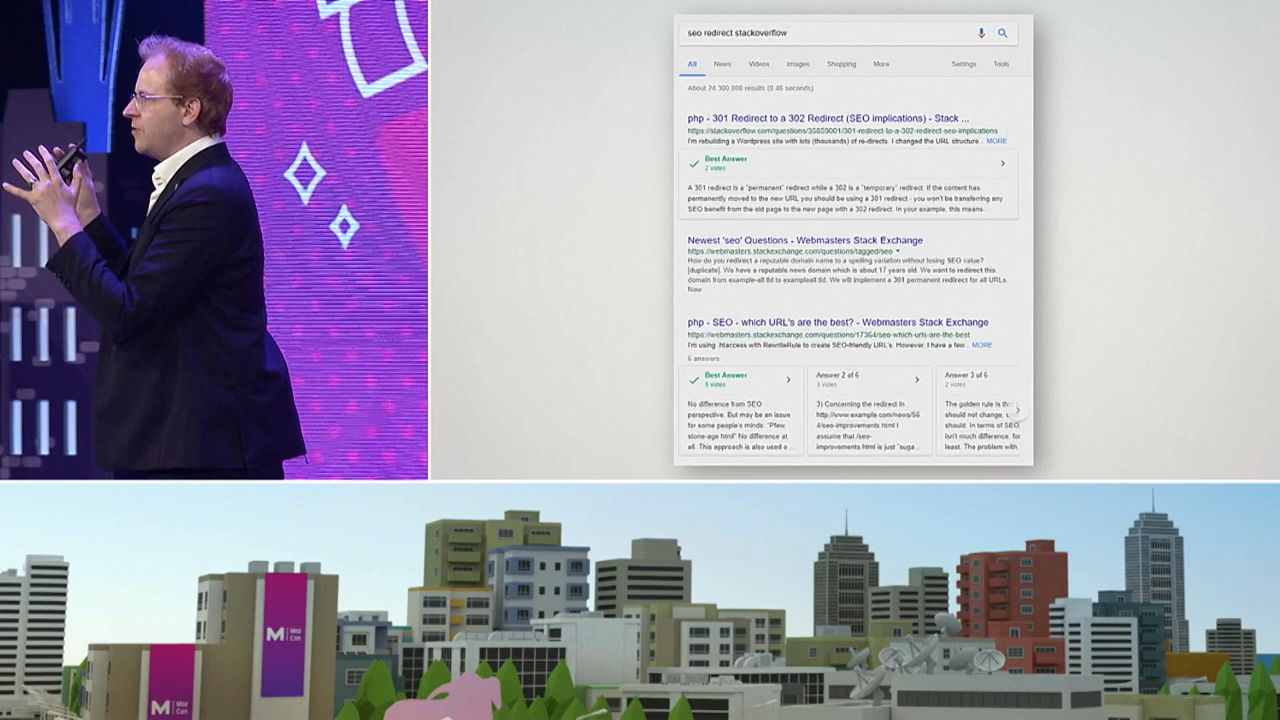 seo redirect stackoverflow
All News Videos Images Shopping More Settings Tools
About 24,300,000 results (0.46 seconds)
php - 301 Redirect to a 302 Redirect (SEO implications) - Stack ...
https://stackoverflow.com/questions/35859001/301-redirect-to-a-302-redirect-seo-implications
I'm rebuilding a Wordpress site with lots (thousands) of re-directs. I changed the URL structure... MORE
Best Answer
2 votes
A 301 redirect is a "permanent" redirect while a 302 is a "temporary" redirect. If the content has
permanently moved to the new URL you should be using a 301 redirect - you won't be transferring any
SEO benefit from the old page to the new page with a 302 redirect. In your example, this means...
Newest 'seo' Questions - Webmasters Stack Exchange
https://webmasters.stackexchange.com/questions/tagged/seo
How do you redirect a reputable domain name to a spelling variation without losing SEO value?
[duplicate]. We have a reputable news domain which is about 17 years old. We want to redirect this
domain from example-all tld to exampleall tld. We will implement a 301 permanent redirect for all URLs.
Now
php - SEO - which URL's are the best? - Webmasters Stack Exchange
https://webmasters.stackexchange.com/questions/17364/seo-which-urls-are-the-best
I'm using .htaccess with RewriteRule to create SEO-friendly URL's. However, I have a few... MORE
6 answers
Best Answer
5 votes
No difference from SEO
perspective. But may be an issue
for some people's minds: "Pfew,
stone-age html" No difference at
all. This approach is also used o...
Answer 2 of 6
3 votes
3) Concerning the redirect in
http://www.example.com/news/56
4/seo-improvements.html I
assume that /seo-
improvements.html is just "suga...
Answer 3 of 6
2 votes
The golden rule is th
should not change, u
should. In terms of SEO,
isn't much difference, for
least. The problem with
M Moz Con
M Moz Con